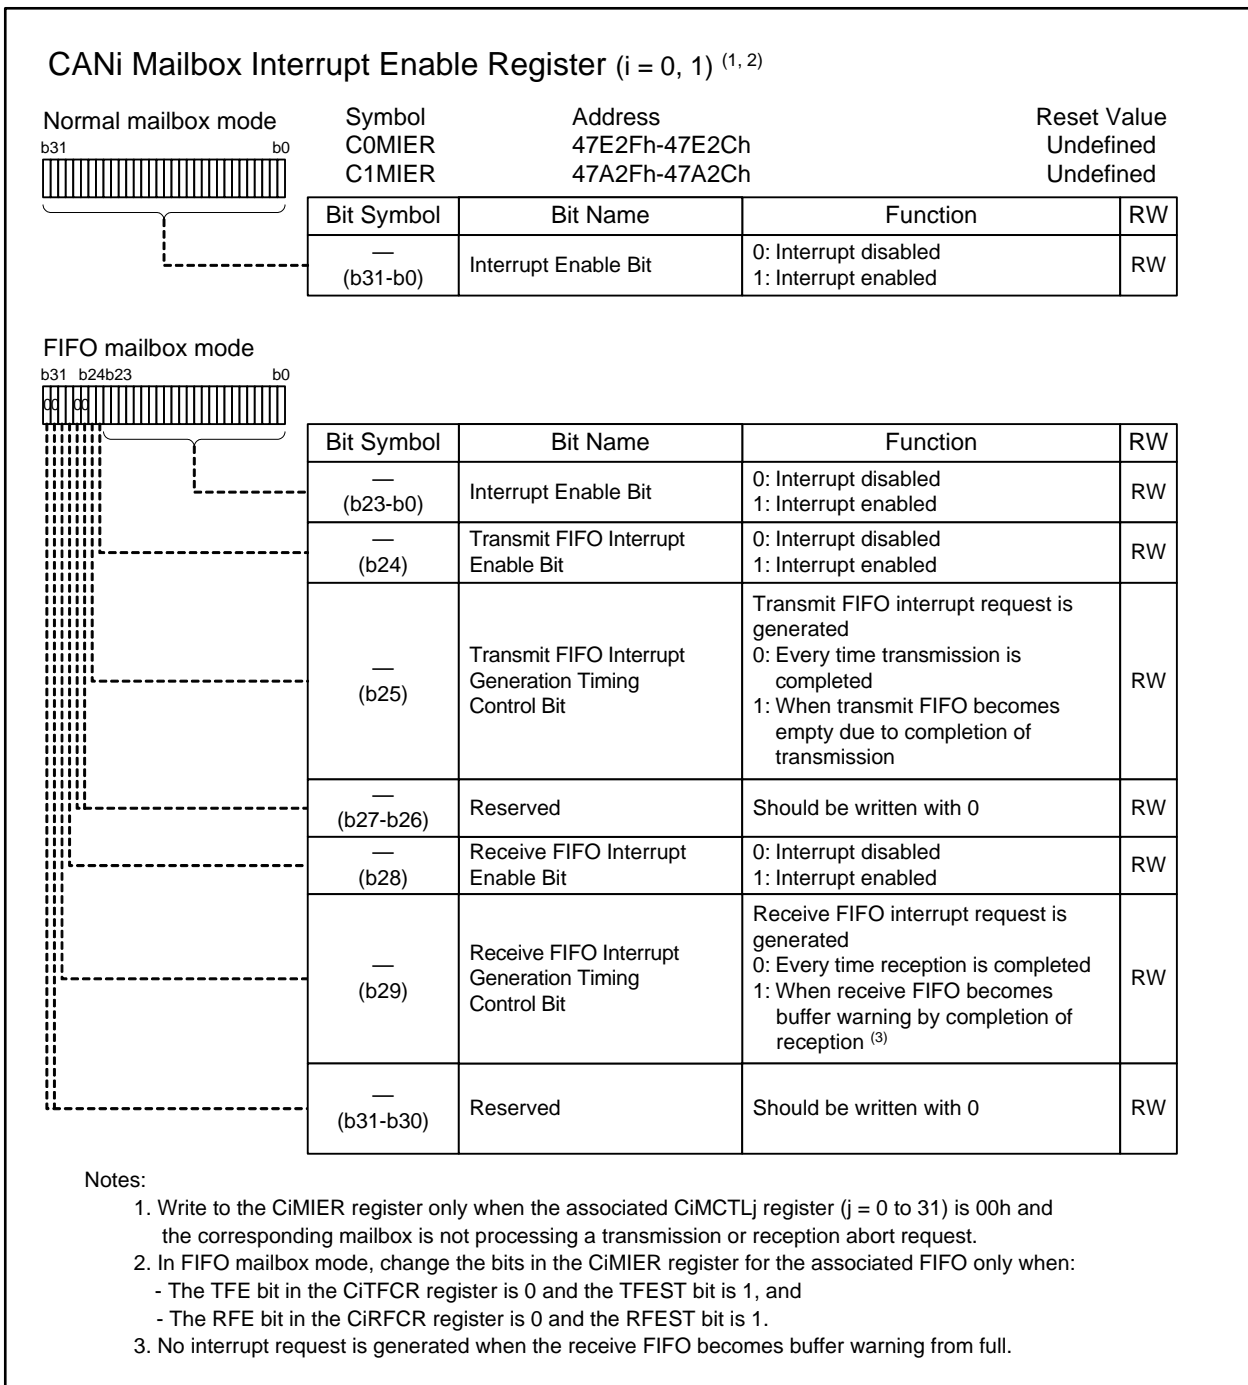 CANi Mailbox Interrupt Enable Register (i = 0, 1) (1, 2)
Normal mailbox mode
b31 b0
Symbol Address Reset Value
C0MIER 47E2Fh-47E2Ch Undefined
C1MIER 47A2Fh-47A2Ch Undefined
Bit Symbol Bit Name Function RW
—
(b31-b0)
Interrupt Enable Bit
0: Interrupt disabled
1: Interrupt enabled
RW
FIFO mailbox mode
b31 b24 b23 b0
00 00
Bit Symbol Bit Name Function RW
—
(b23-b0)
Interrupt Enable Bit
0: Interrupt disabled
1: Interrupt enabled
RW
—
(b24)
Transmit FIFO Interrupt
Enable Bit
0: Interrupt disabled
1: Interrupt enabled
RW
—
(b25)
Transmit FIFO Interrupt
Generation Timing
Control Bit
Transmit FIFO interrupt request is
generated
0: Every time transmission is
completed
1: When transmit FIFO becomes
empty due to completion of
transmission
RW
—
(b27-b26)
Reserved
Should be written with 0
RW
—
(b28)
Receive FIFO Interrupt
Enable Bit
0: Interrupt disabled
1: Interrupt enabled
RW
—
(b29)
Receive FIFO Interrupt
Generation Timing
Control Bit
Receive FIFO interrupt request is
generated
0: Every time reception is completed
1: When receive FIFO becomes
buffer warning by completion of
reception (3)
RW
—
(b31-b30)
Reserved
Should be written with 0
RW
Notes:
1. Write to the CiMIER register only when the associated CiMCTLj register (j = 0 to 31) is 00h and
the corresponding mailbox is not processing a transmission or reception abort request.
2. In FIFO mailbox mode, change the bits in the CiMIER register for the associated FIFO only when:
- The TFE bit in the CiTFCR register is 0 and the TFEST bit is 1, and
- The RFE bit in the CiRFCR register is 0 and the RFEST bit is 1.
3. No interrupt request is generated when the receive FIFO becomes buffer warning from full.